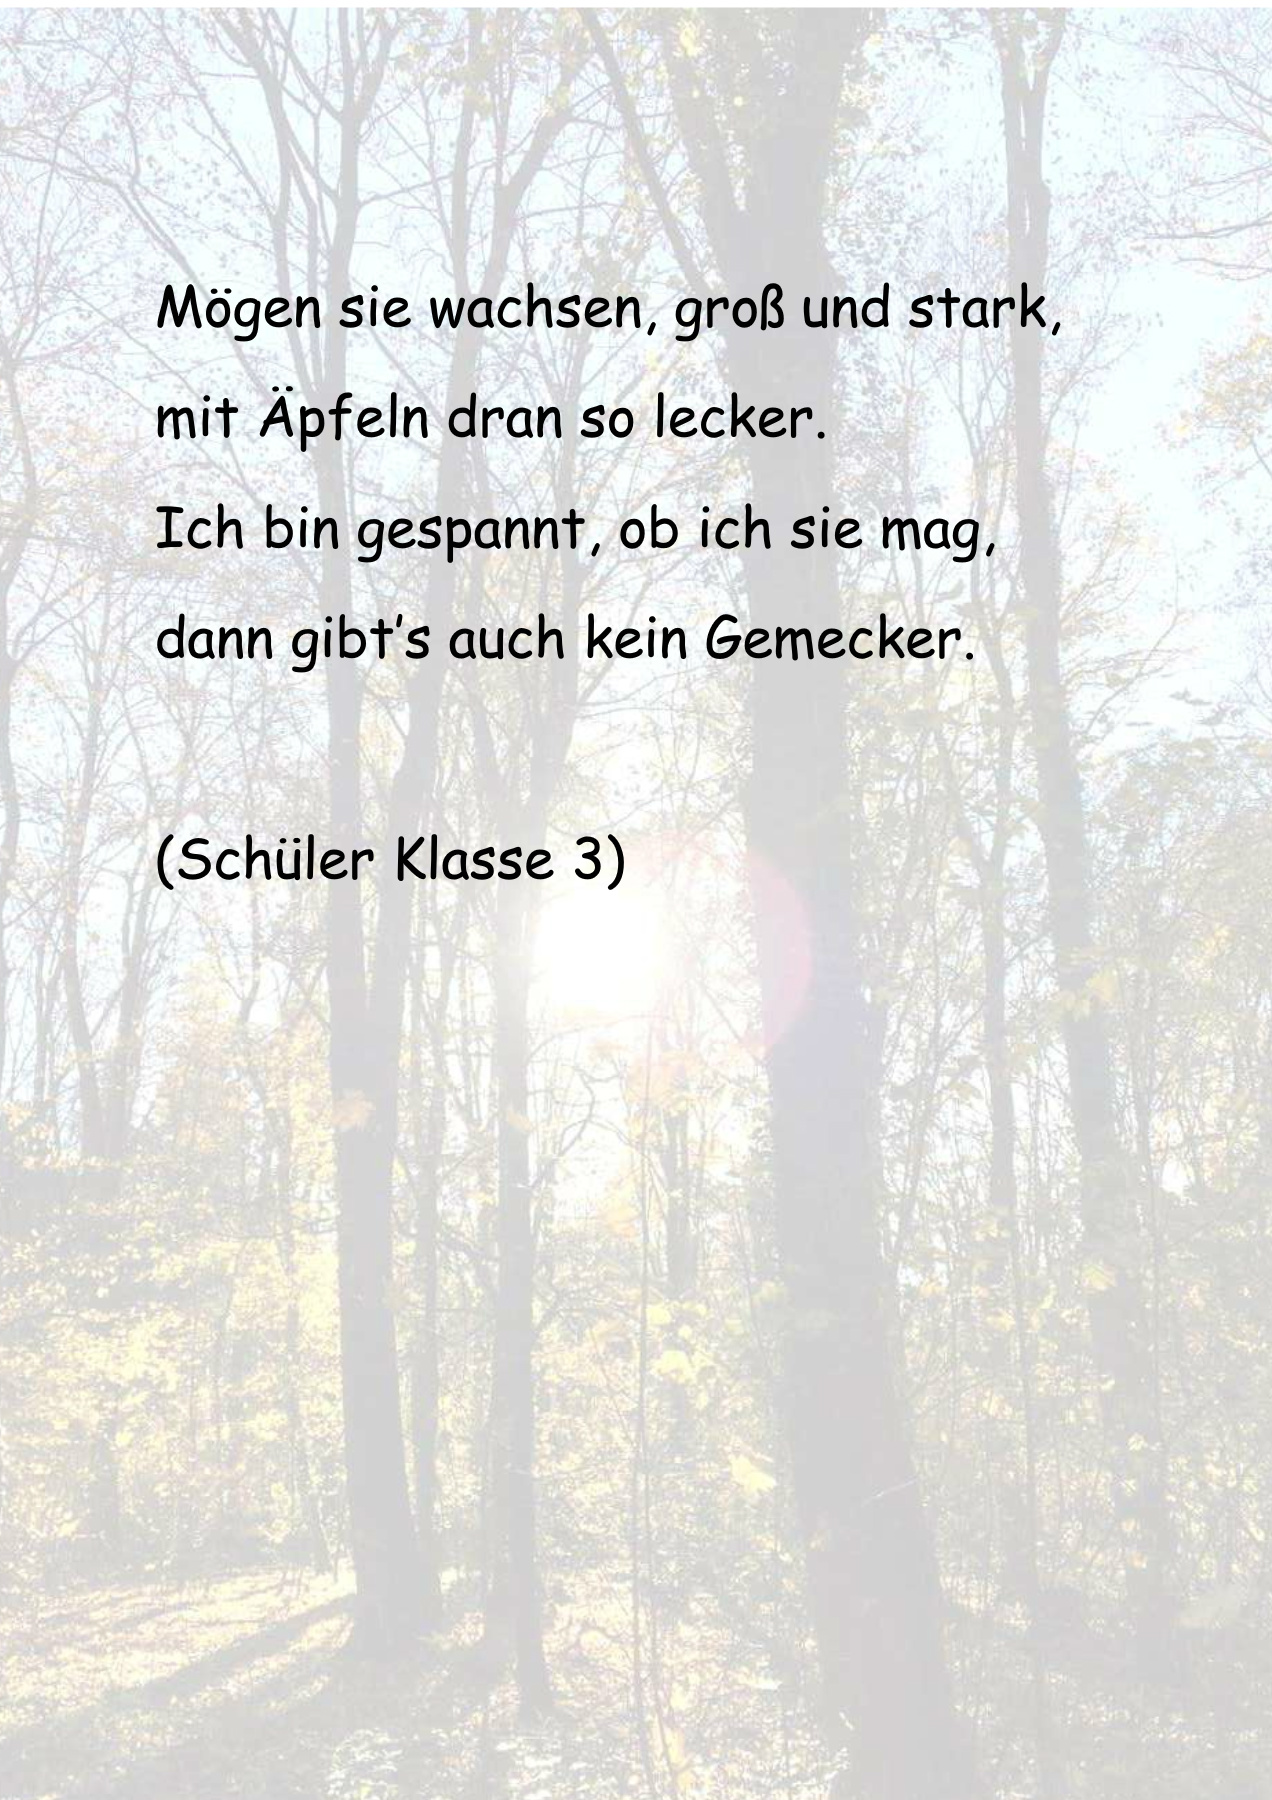 Mögen sie wachsen, groß und stark,
mit Äpfeln dran so lecker.
Ich bin gespannt, ob ich sie mag,
dann gibt’s auch kein Gemecker.
(Schüler Klasse 3)